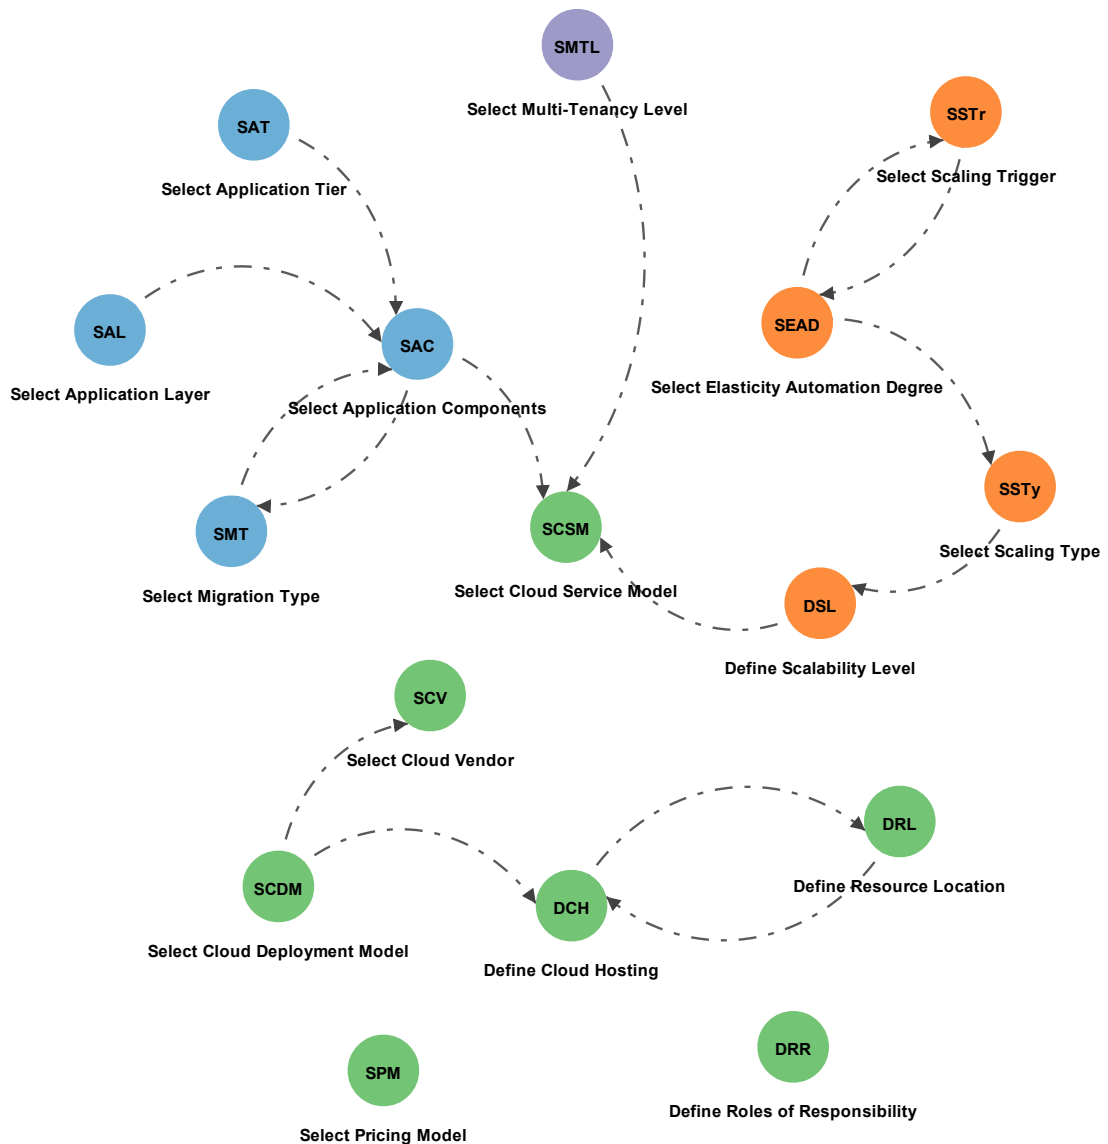 SMTL
Select Multi-Tenancy Level
SSTr
Select Scaling Trigger
SAT
Select Application Tier
SAL
Select Application Layer
SAC
Select Application Components
SEAD
Select Elasticity Automation Degree
SSTy
Select Scaling Type
SMT
Select Migration Type
SCSM
Select Cloud Service Model
DSL
Define Scalability Level
SCV
Select Cloud Vendor
DRL
Define Resource Location
SCDM
Select Cloud Deployment Model
DCH
Define Cloud Hosting
SPM
Select Pricing Model
DRR
Define Roles of Responsibility